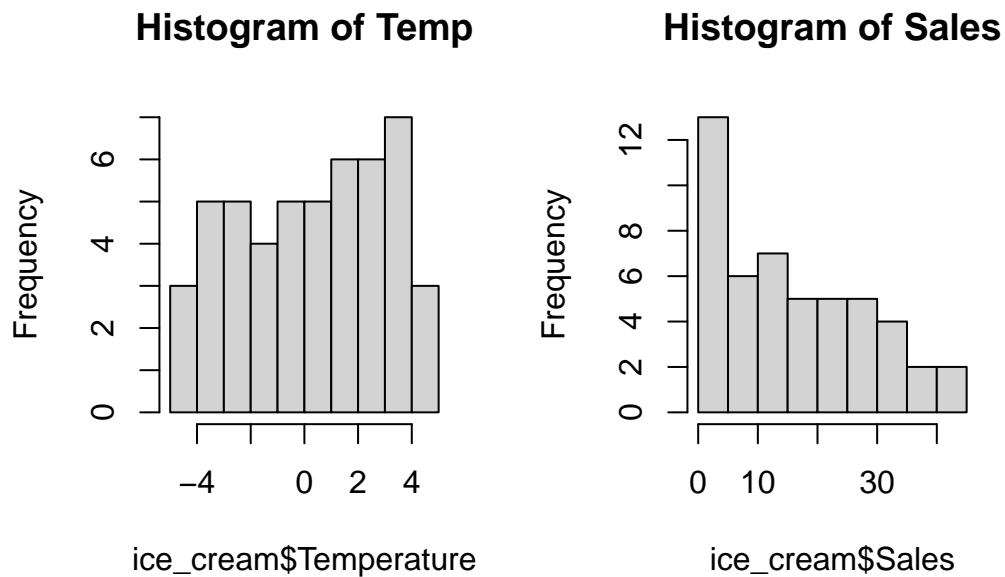 Histogram of Temp
Frequency
0
2
4
6
−4
0
2
4
ice_cream$Temperature
Histogram of Sales
Frequency
0
2
4
6
8
12
0
10
30
ice_cream$Sales